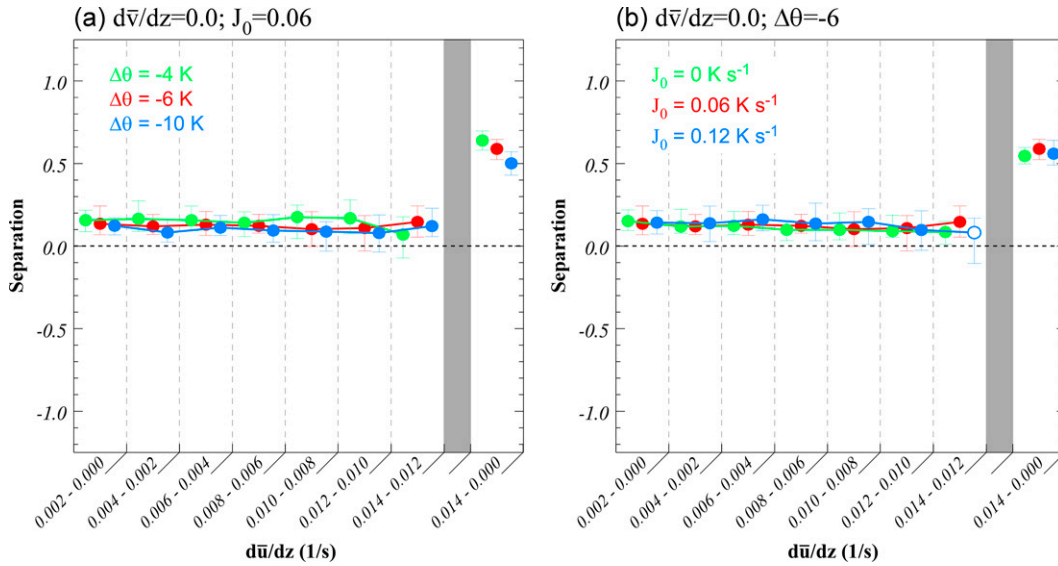 (a) dv̅/dz=0.0; J₀=0.06
Δθ = -4 K
Δθ = -6 K
Δθ = -10 K
1.0
0.5
0.0
-0.5
-1.0
Separation
0.002 - 0.000
0.004 - 0.002
0.006 - 0.004
0.008 - 0.006
0.010 - 0.008
0.012 - 0.010
0.014 - 0.012
0.014 - 0.000
du̅/dz (1/s)
(b) dv̅/dz=0.0; Δθ=-6
J₀ = 0 K s⁻¹
J₀ = 0.06 K s⁻¹
J₀ = 0.12 K s⁻¹
1.0
0.5
0.0
-0.5
-1.0
Separation
0.002 - 0.000
0.004 - 0.002
0.006 - 0.004
0.008 - 0.006
0.010 - 0.008
0.012 - 0.010
0.014 - 0.012
0.014 - 0.000
du̅/dz (1/s)